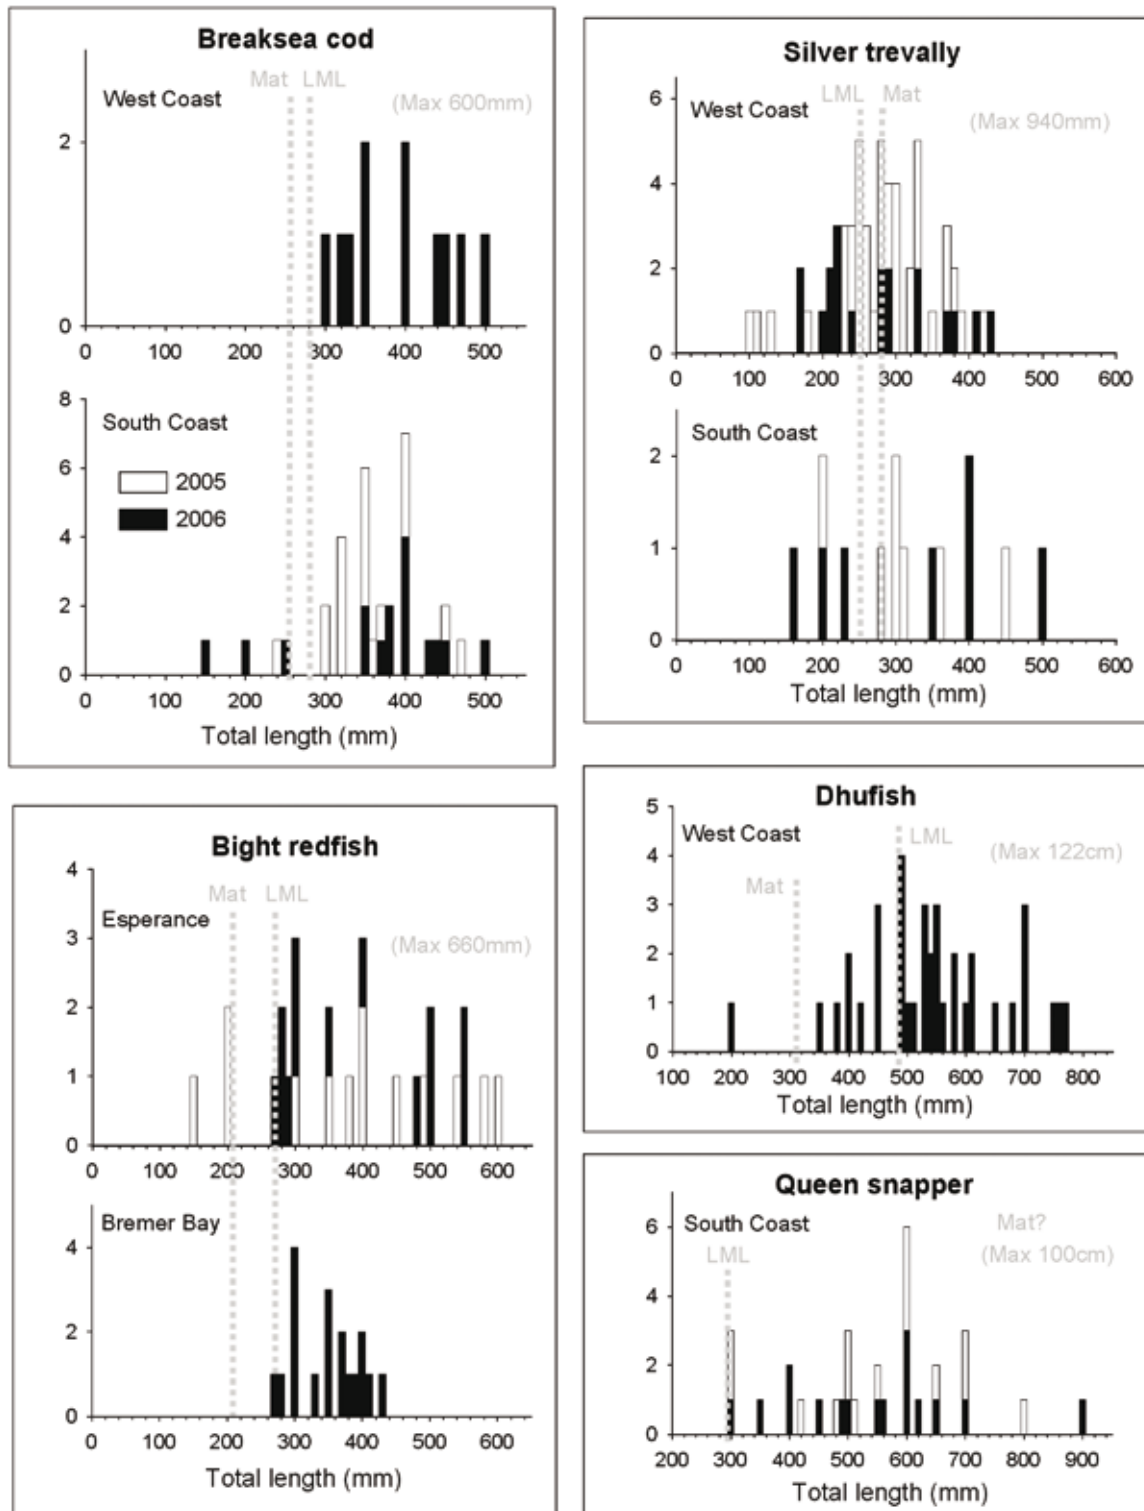 Breaksea cod
Mat LML
West Coast
(Max 600mm)
2
0
0 100 200 300 400 500
8
South Coast
6
2005
2006
4
2
0
0 100 200 300 400 500
Total length (mm)
Silver trevally
6
LML Mat
West Coast
(Max 940mm)
4
2
0
0 100 200 300 400 500 600
South Coast
2
1
0
0 100 200 300 400 500 600
Total length (mm)
Bight redfish
4
Mat LML
Esperance
(Max 660mm)
3
2
1
0
0 100 200 300 400 500 600
Bremer Bay
4
2
0
0 100 200 300 400 500 600
Total length (mm)
Dhufish
5
West Coast
LML
(Max 122cm)
4
Mat
3
2
1
0
100 200 300 400 500 600 700 800
Total length (mm)
Queen snapper
6
South Coast
Mat?
LML
(Max 100cm)
4
2
0
200 300 400 500 600 700 800 900
Total length (mm)